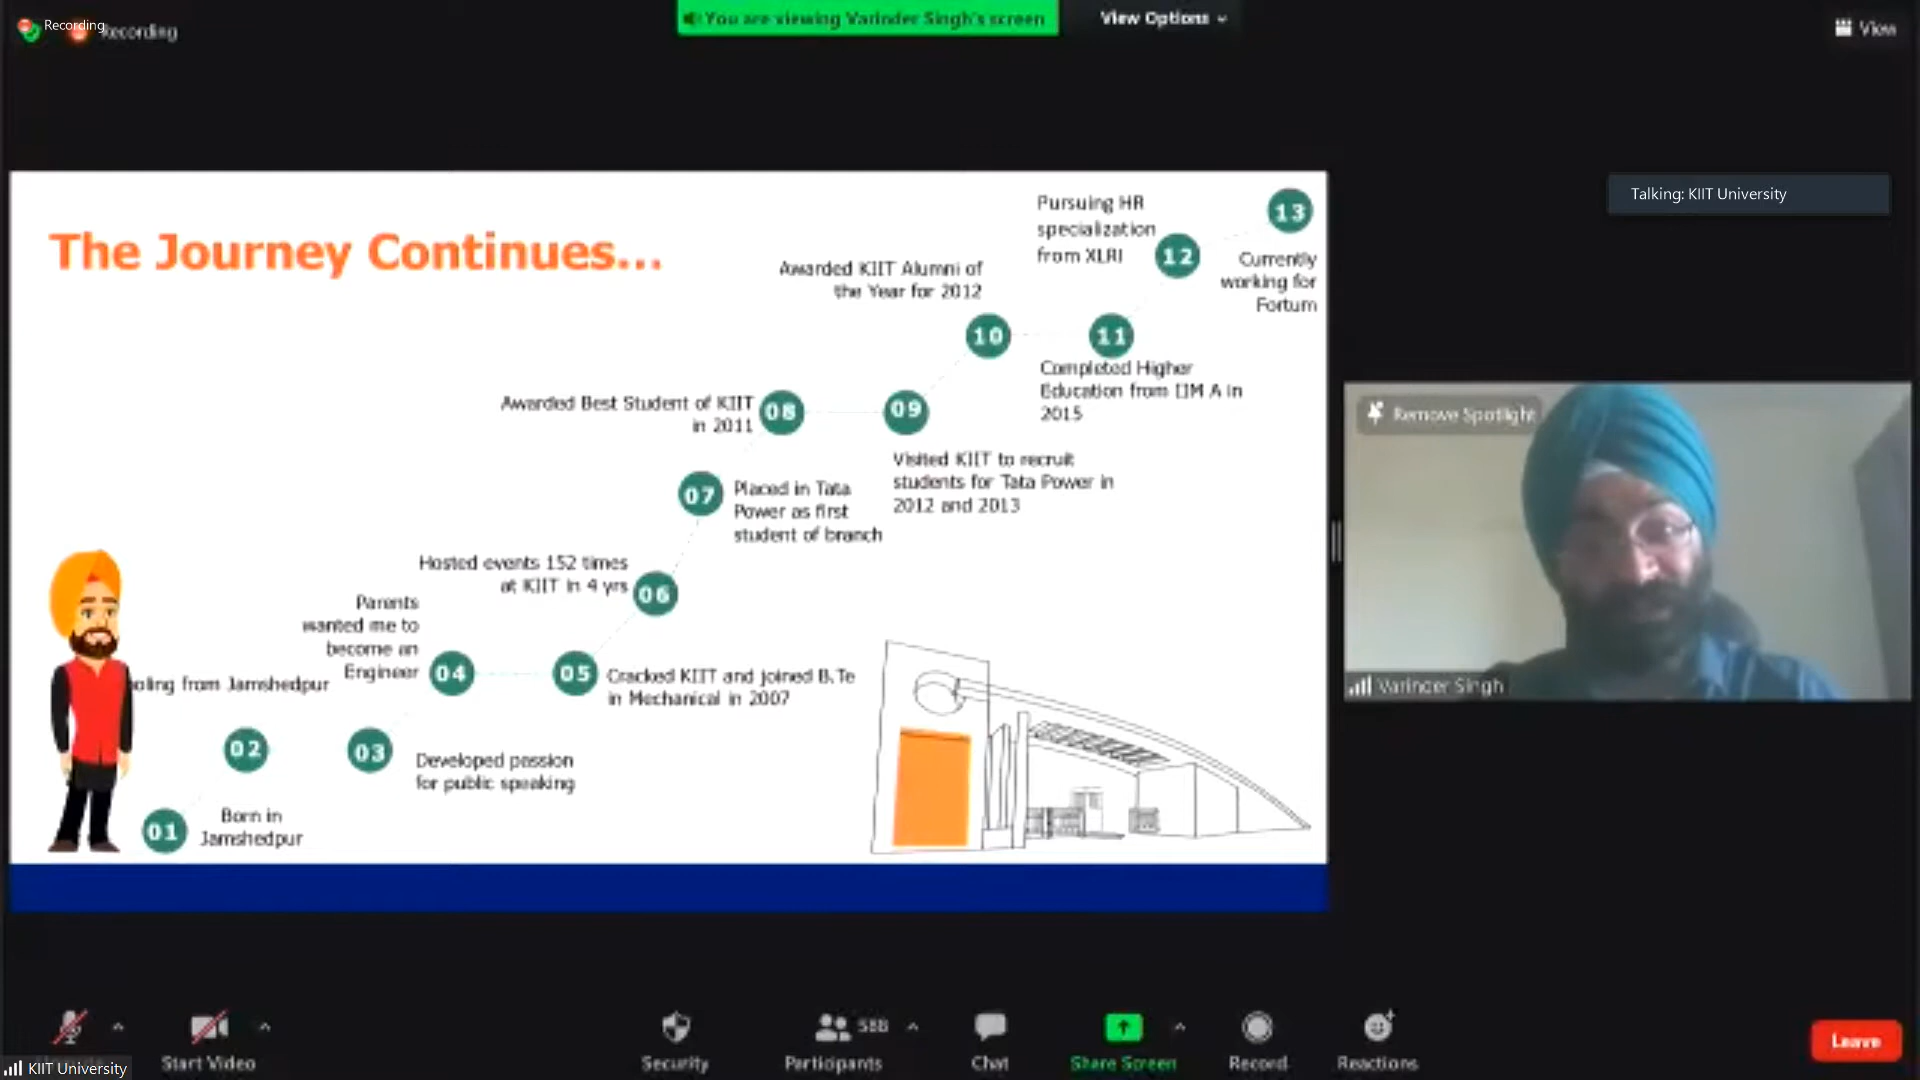 Recording
Recording
You are viewing Varinder Singh's screen
View Options
View
Talking: KIIT University
The Journey Continues...
13
Currently
working for
Fortum
Pursuing HR
specialization
from XLRI
12
Awarded KIIT Alumni of
the Year for 2012
10
11
Completed Higher
Education from IIM A in
2015
Awarded Best Student of KIIT
in 2011
08
09
Visited KIIT to recruit
students for Tata Power in
2012 and 2013
07
Placed in Tata
Power as first
student of branch
Hosted events 152 times
at KIIT in 4 yrs
06
Parents
wanted me to
become an
Engineer
04
05
Cracked KIIT and joined B.Te
in Mechanical in 2007
oling from Jamshedpur
02
03
Developed passion
for public speaking
01
Born in
Jamshedpur
Remove Spotlight
Varinder Singh
Start Video
Security
588
Participants
Chat
Share Screen
Record
Reactions
Leave
KIIT University